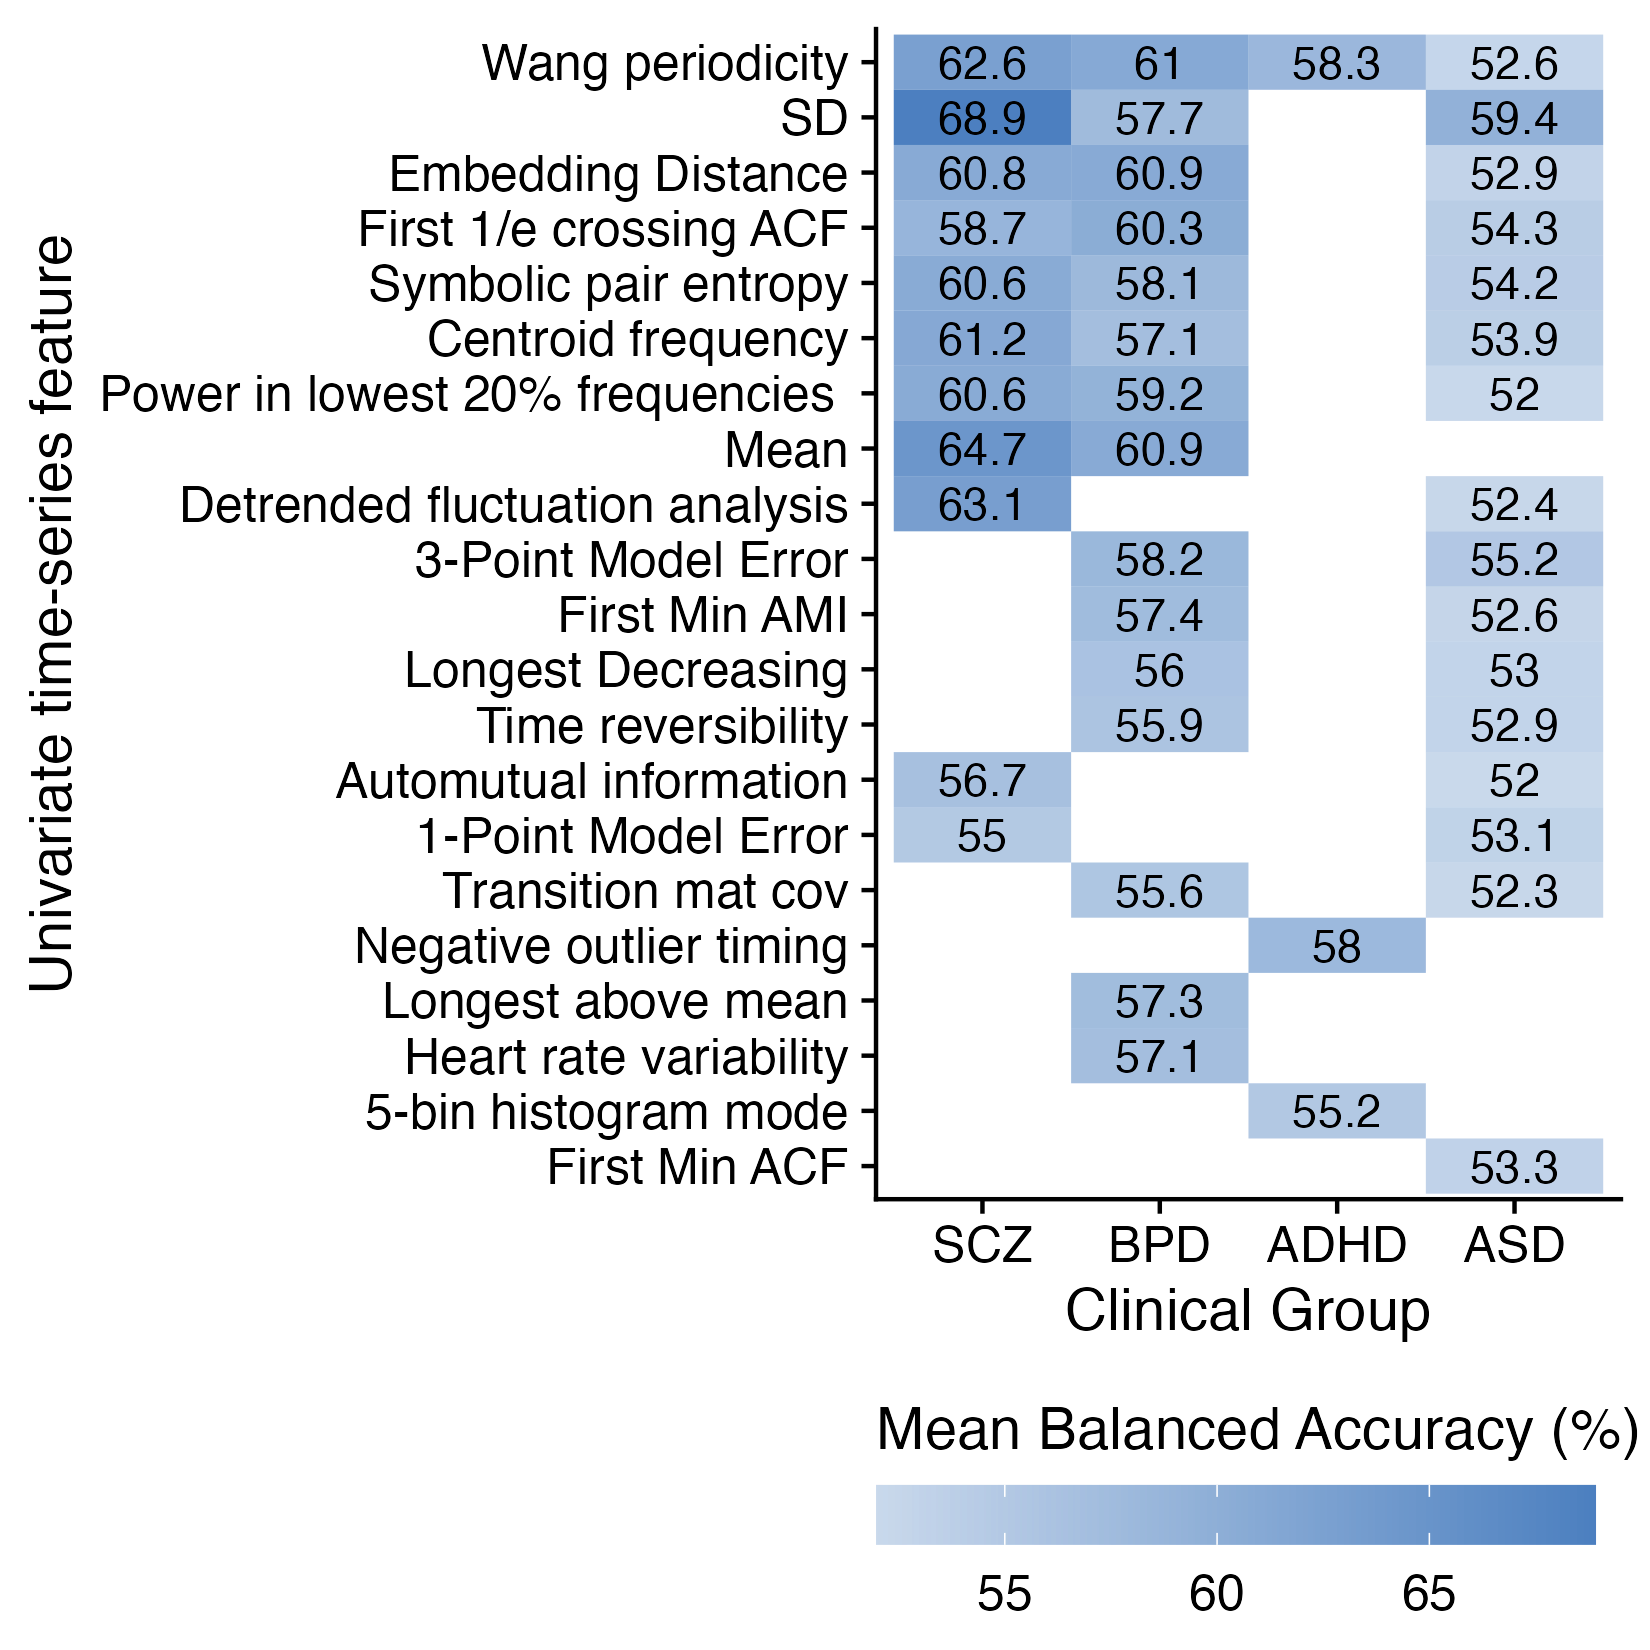 Univariate time-series feature
Wang periodicity 62.6 61 58.3 52.6
SD 68.9 57.7 59.4
Embedding Distance 60.8 60.9 52.9
First 1/e crossing ACF 58.7 60.3 54.3
Symbolic pair entropy 60.6 58.1 54.2
Centroid frequency 61.2 57.1 53.9
Power in lowest 20% frequencies 60.6 59.2 52
Mean 64.7 60.9
Detrended fluctuation analysis 63.1 52.4
3-Point Model Error 58.2 55.2
First Min AMI 57.4 52.6
Longest Decreasing 56 53
Time reversibility 55.9 52.9
Automutual information 56.7 52
1-Point Model Error 55 53.1
Transition mat cov 55.6 52.3
Negative outlier timing 58
Longest above mean 57.3
Heart rate variability 57.1
5-bin histogram mode 55.2
First Min ACF 53.3
SCZ BPD ADHD ASD
Clinical Group
Mean Balanced Accuracy (%)
55 60 65